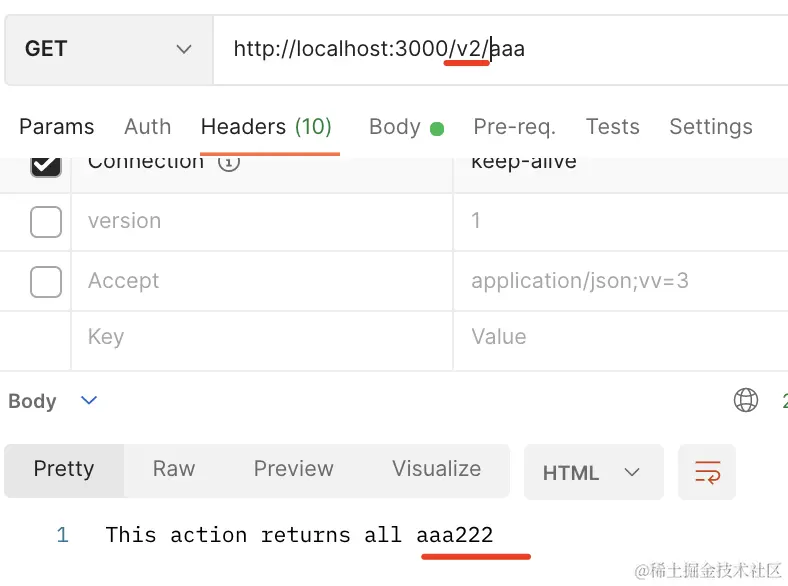 GET http://localhost:3000/v2/aaa
Params Auth Headers (10) Body Pre-req. Tests Settings
Connection keep-alive
version 1
Accept application/json;vv=3
Key Value
Body 2
Pretty Raw Preview Visualize HTML
1 This action returns all aaa222
@稀土掘金技术社区